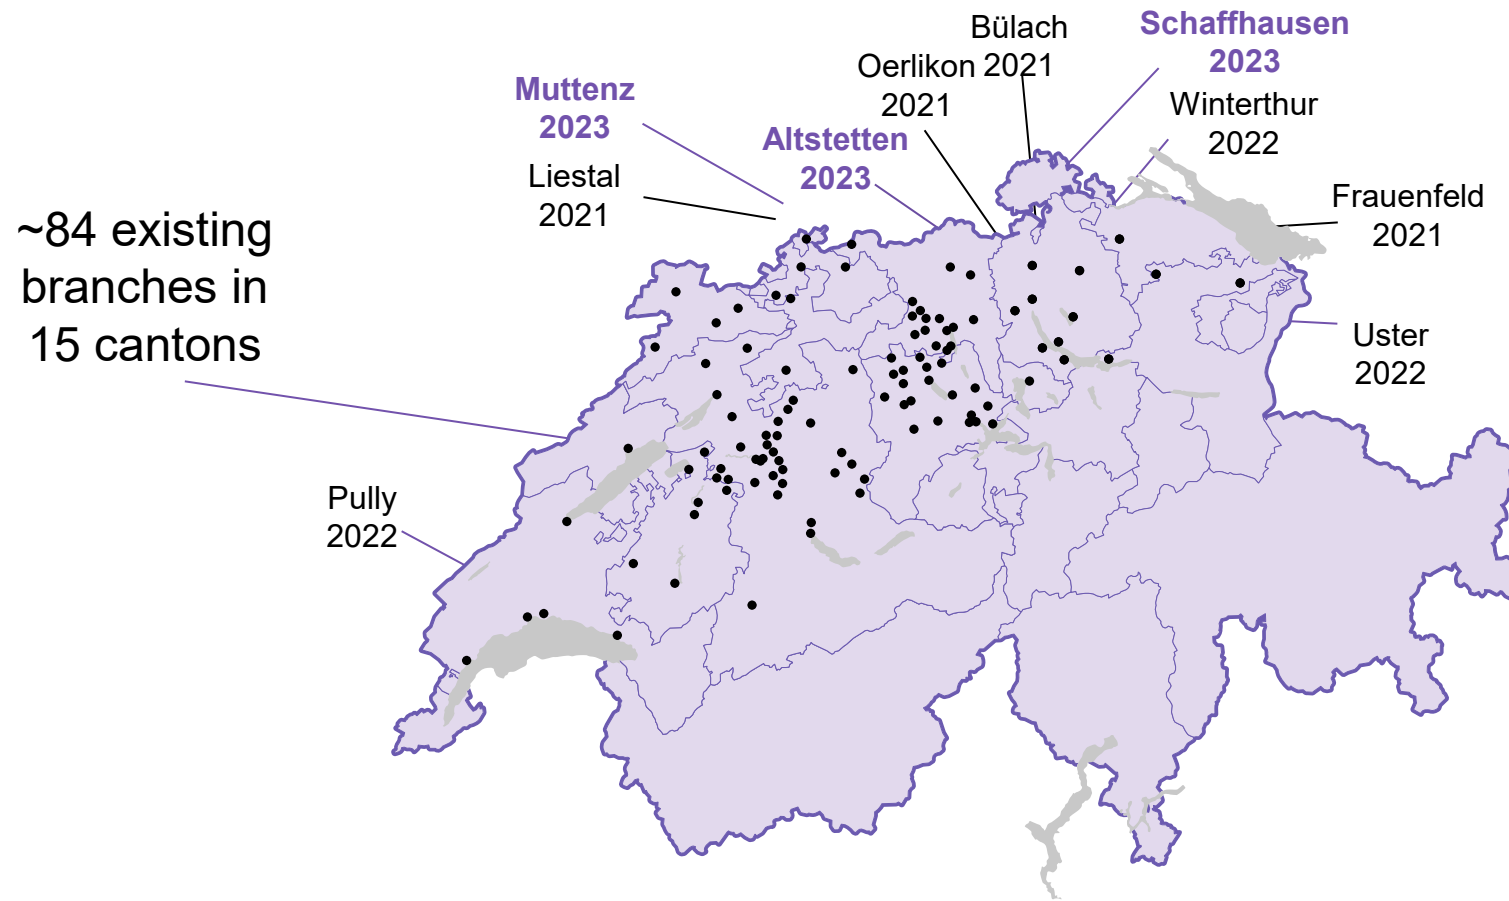 Bülach
2021
Schaffhausen
2023
Oerlikon
2021
Muttenz
2023
Winterthur
2022
Altstetten
2023
Liestal
2021
Frauenfeld
2021
~84 existing
branches in
15 cantons
Uster
2022
Pully
2022